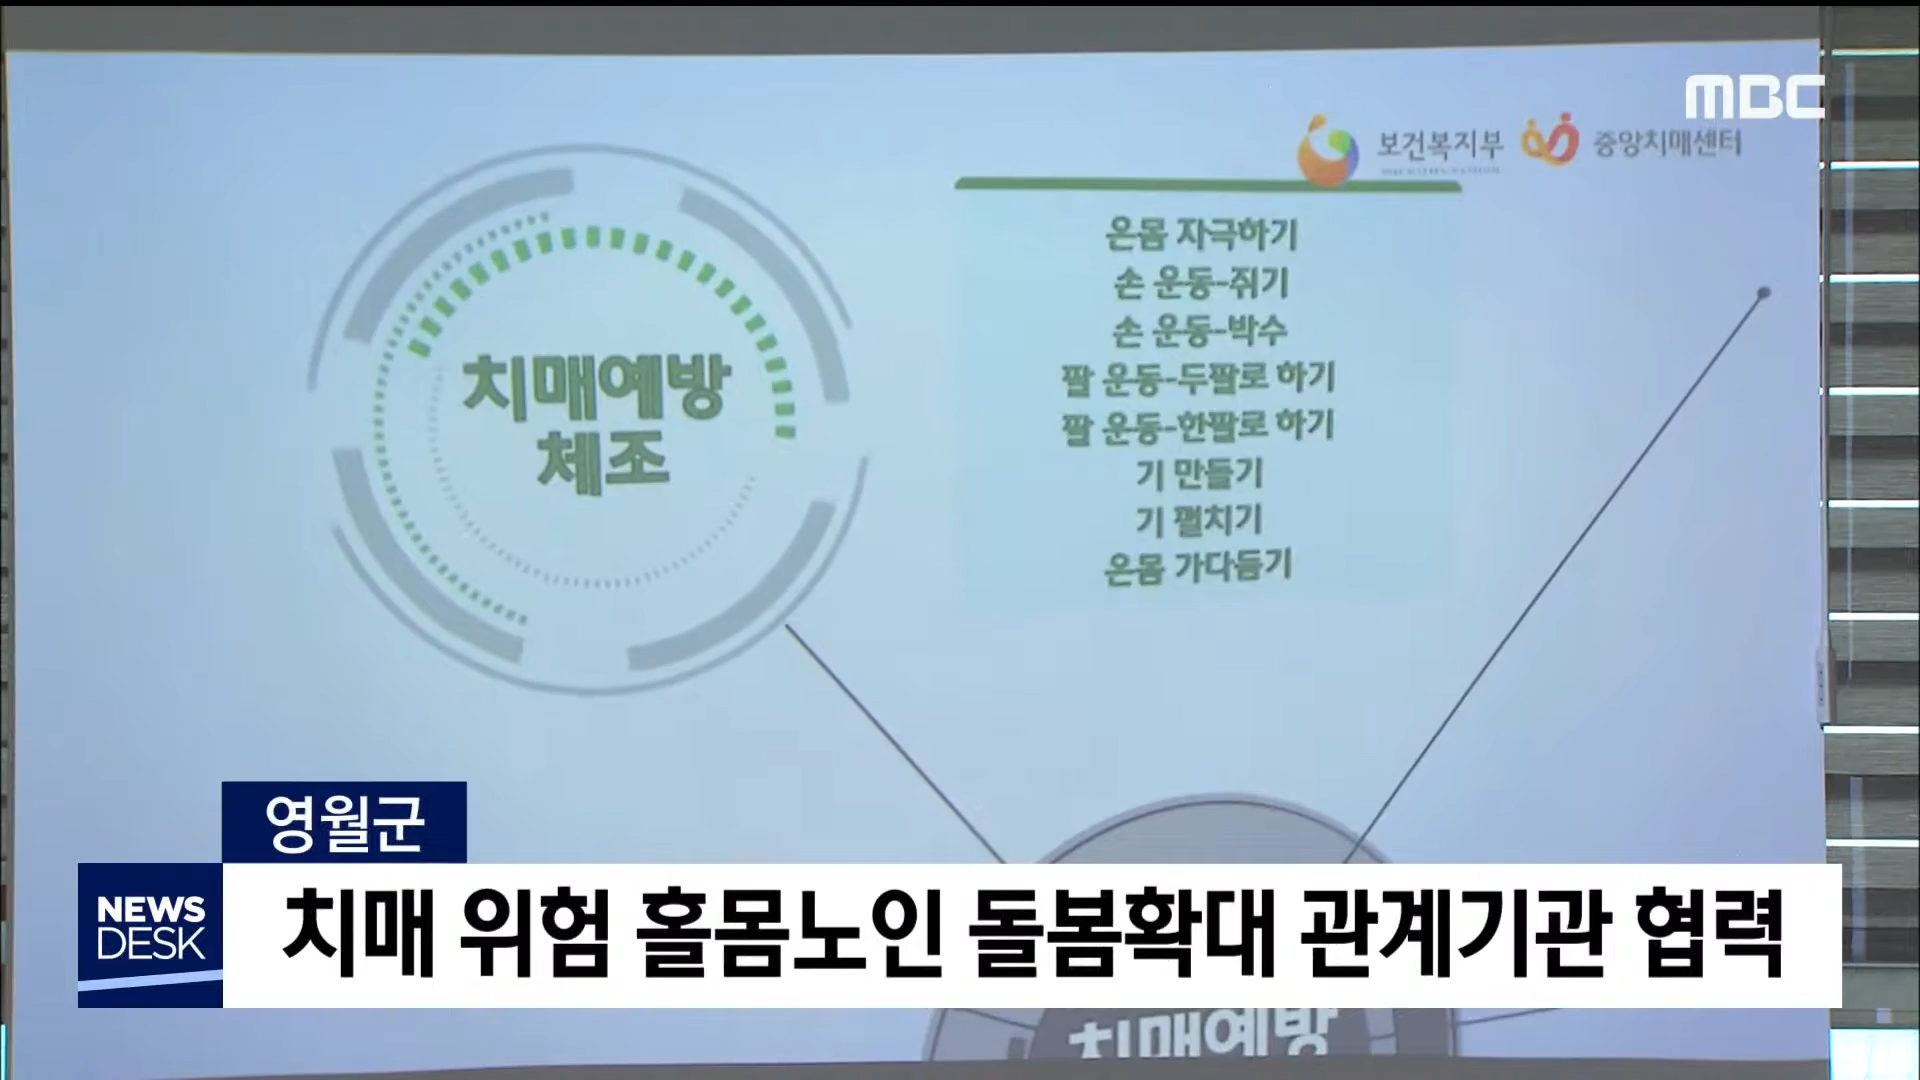 MBC
보건복지부 중앙치매센터
치매예방
체조
온몸 자극하기
손 운동-쥐기
손 운동-박수
팔 운동-두팔로 하기
팔 운동-한팔로 하기
기 만들기
기 펼치기
온몸 가다듬기
영월군
NEWS
DESK
치매 위험 홀몸노인 돌봄확대 관계기관 협력
치매예방